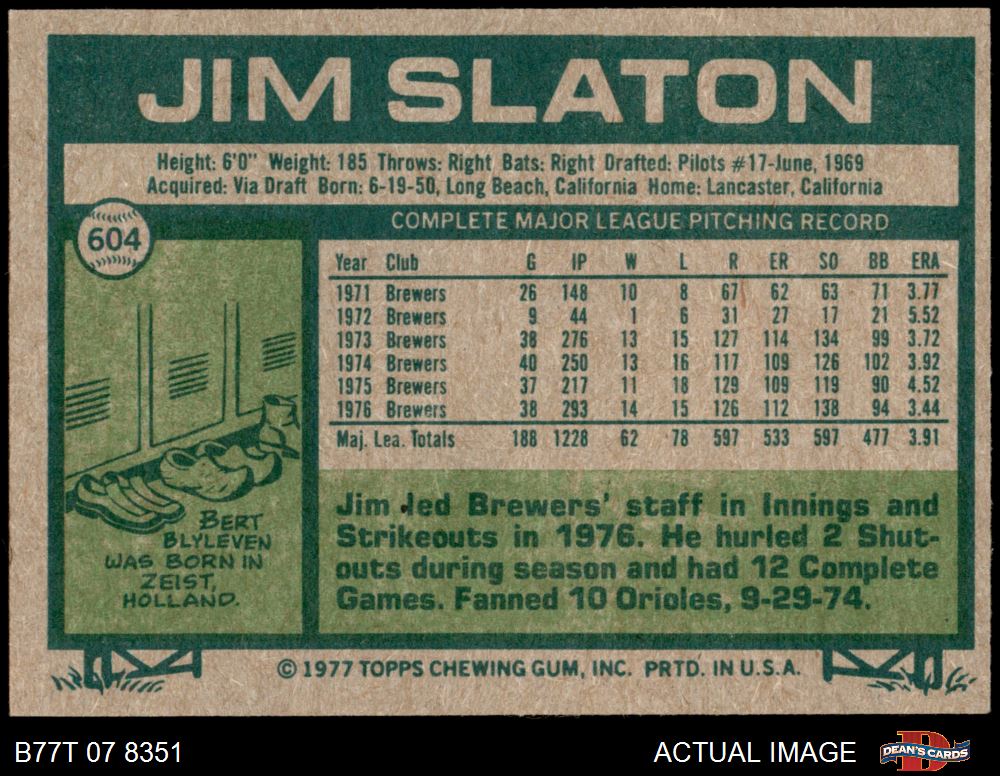 JIM SLATON
Height: 6'0" Weight: 185 Throws: Right Bats: Right Drafted: Pilots #17-June, 1969
Acquired: Via Draft Born: 6-19-50, Long Beach, California Home: Lancaster, California
604
COMPLETE MAJOR LEAGUE PITCHING RECORD
Year Club G IP W L R ER SO BB ERA
1971 Brewers 26 148 10 8 67 62 63 71 3.77
1972 Brewers 9 44 1 6 31 27 17 21 5.52
1973 Brewers 38 276 13 15 127 114 134 99 3.72
1974 Brewers 40 250 13 16 117 109 126 102 3.92
1975 Brewers 37 217 11 18 129 109 119 90 4.52
1976 Brewers 38 293 14 15 126 112 138 94 3.44
Maj. Lea. Totals 188 1228 62 78 597 533 597 477 3.91
BERT
BLYLEVEN
WAS BORN IN
ZEIST,
HOLLAND.
Jim led Brewers' staff in Innings and
Strikeouts in 1976. He hurled 2 Shut-
outs during season and had 12 Complete
Games. Fanned 10 Orioles, 9-29-74.
© 1977 TOPPS CHEWING GUM, INC. PRTD. IN U.S.A.
B77T 07 8351
ACTUAL IMAGE
DEAN'S CARDS